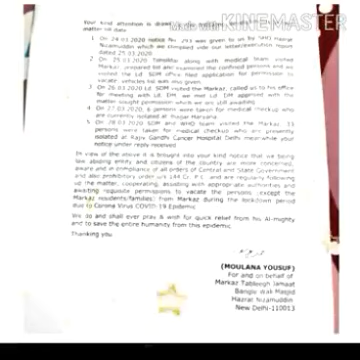 Your kind attention is
Made with KINEMASTER
matter till date
1 On 24.03.2020 notice No. 293 was given to us by SHO Hazrat
Nizamuddin which we complied vide our letter
dated 25.03.2020
2 On 25.03.2020 Tehsildar along with medical team visited
Markaz, prepared list and examined the confined persons and we
visited the Ld. SDM office filed application for permission to
vacate vehicles list was also given.
3 On 26.03.2020 Ld. SDM visited the Markaz, called us to his office
for meeting with Ld. DM, we met Ld. DM apprised with the
matter sought permission which we are still awaiting.
4 On 27.03.2020, 6 persons were taken for medical checkup who
are currently isolated at Jhajjar Haryana.
5 On 28.03.2020 SDM and WHO team visited the Markaz, 33
persons were taken for medical checkup who are presently
isolated at Rajiv Gandhi Cancer Hospital Delhi meanwhile your
notice under reply received.
In view of the above it is brought into your kind notice that we being
law abiding entity and citizens of the country are more concerned,
aware and in compliance of all orders of Central and State Government
and also prohibitory order u/s 144 Cr. P.C and are regularly following
up the matter, cooperating, assisting with appropriate authorities and
awaiting requisite permissions to vacate the persons (except the
Markaz residents/families) from Markaz during the lockdown period
due to Corona Virus COVID-19 Epidemic
We do and shall ever pray & wish for quick relief from his Al-mighty
and to save the entire humanity from this epidemic.
Thanking you
(MOULANA YOUSUF)
For and on behalf of
Markaz Tableegh Jamaat
Bangle wali Masjid
Hazrat Nizamuddin
New Delhi-110013